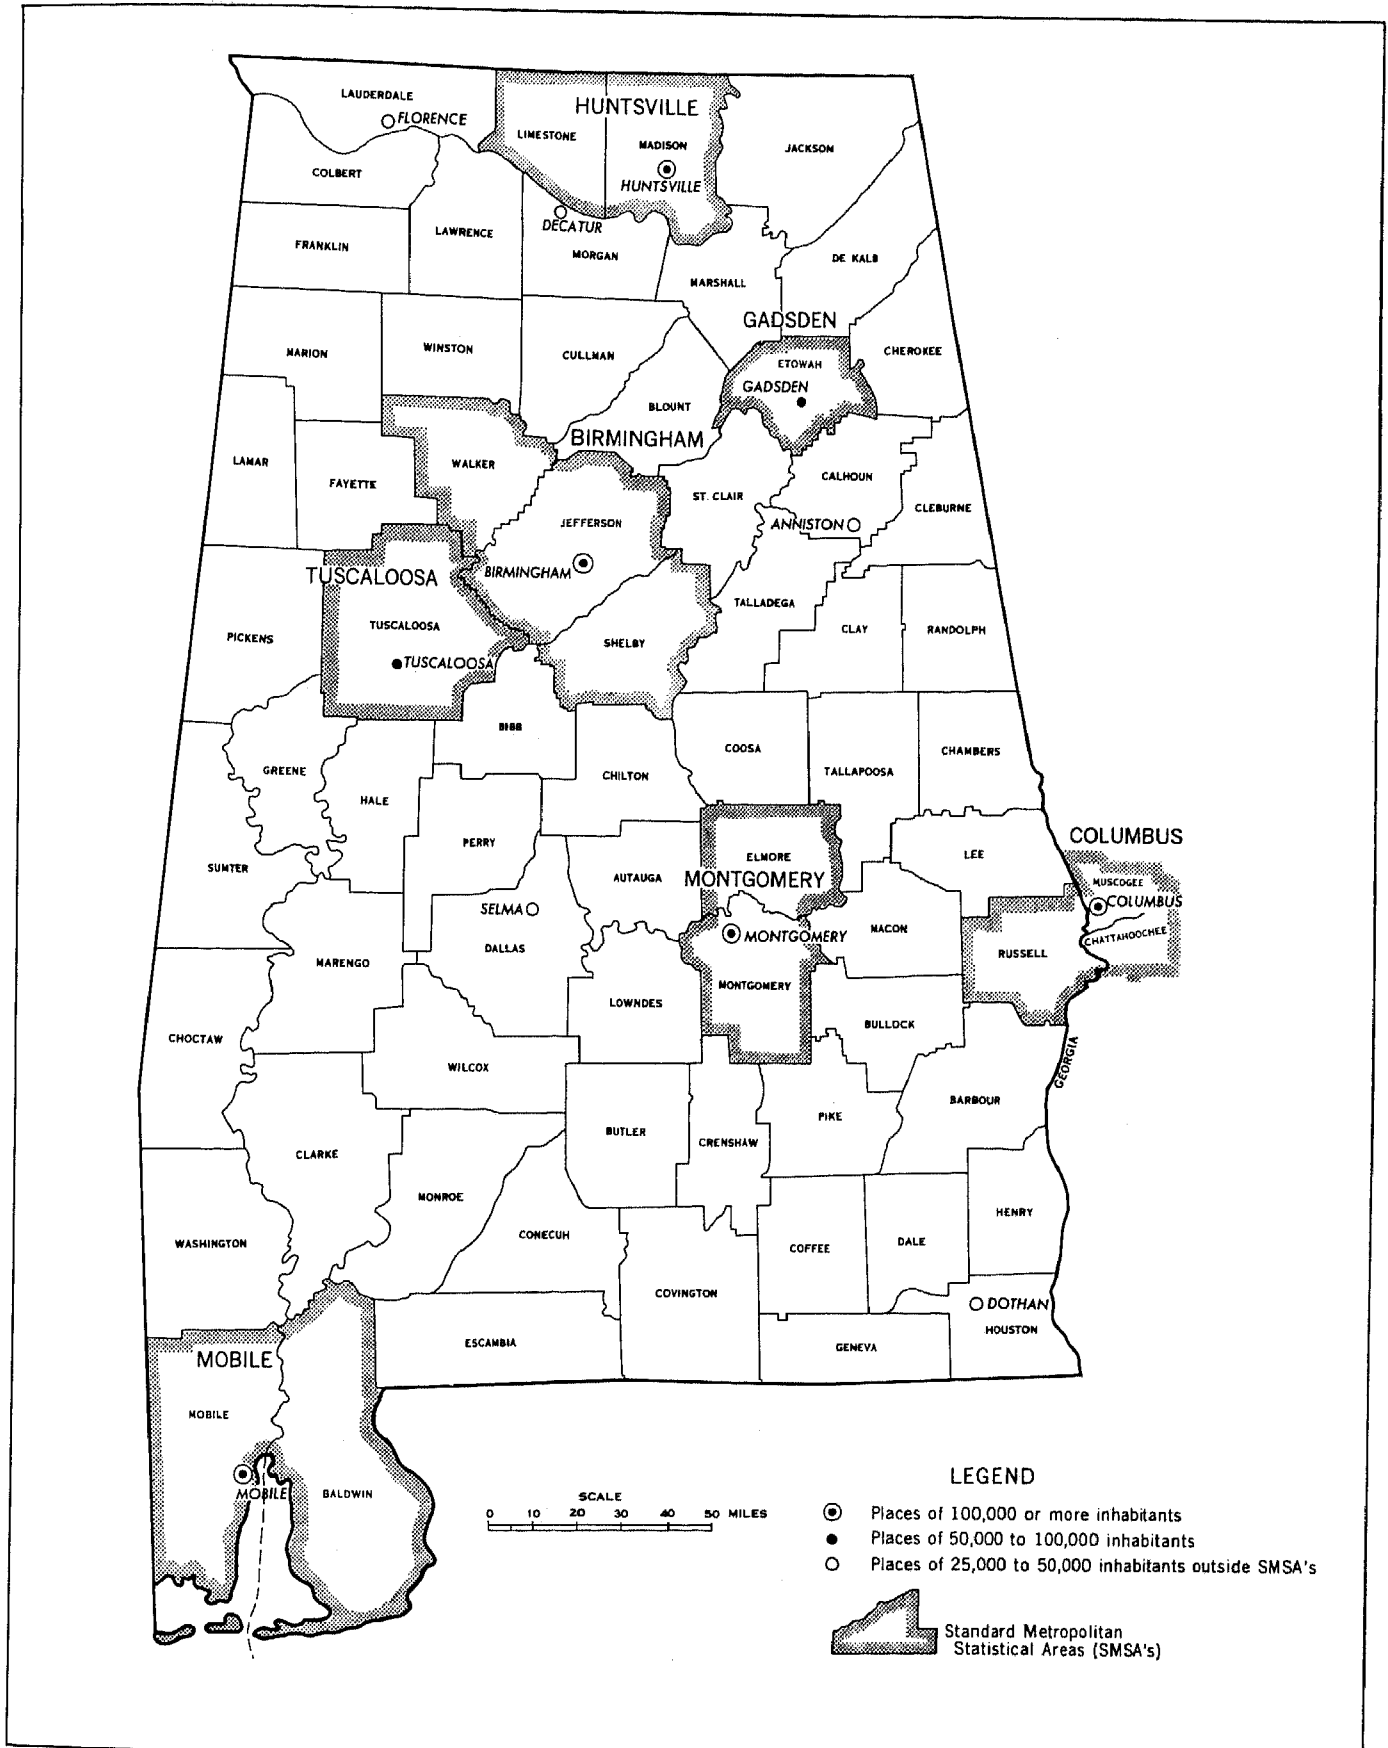 LAUDERDALE
FLORENCE
HUNTSVILLE
LIMESTONE
MADISON
HUNTSVILLE
JACKSON
COLBERT
DECATUR
FRANKLIN
LAWRENCE
MORGAN
MARSHALL
DE KALB
GADSDEN
MARION
WINSTON
CULLMAN
ETOWAH
GADSDEN
CHEROKEE
BLOUNT
BIRMINGHAM
LAMAR
FAYETTE
WALKER
JEFFERSON
BIRMINGHAM
ST. CLAIR
CALHOUN
ANNISTON
CLEBURNE
TUSCALOOSA
PICKENS
TUSCALOOSA
TUSCALOOSA
SHELBY
TALLADEGA
CLAY
RANDOLPH
GREENE
HALE
BIBB
CHILTON
COOSA
TALLAPOOSA
CHAMBERS
SUMTER
PERRY
AUTAUGA
ELMORE
MONTGOMERY
LEE
COLUMBUS
MUSCOGEE
COLUMBUS
CHATTAHOOCHEE
SELMA
DALLAS
MARENGO
LOWNDES
MONTGOMERY
MONTGOMERY
MACON
RUSSELL
CHOCTAW
WILCOX
BULLOCK
GEORGIA
CLARKE
BUTLER
CRENSHAW
PIKE
BARBOUR
MONROE
WASHINGTON
CONECUH
COFFEE
DALE
HENRY
COVINGTON
DOTHAN
HOUSTON
ESCAMBIA
GENEVA
MOBILE
MOBILE
MOBILE
BALDWIN
SCALE
0 10 20 30 40 50 MILES
LEGEND
Places of 100,000 or more inhabitants
Places of 50,000 to 100,000 inhabitants
Places of 25,000 to 50,000 inhabitants outside SMSA's
Standard Metropolitan
Statistical Areas (SMSA's)